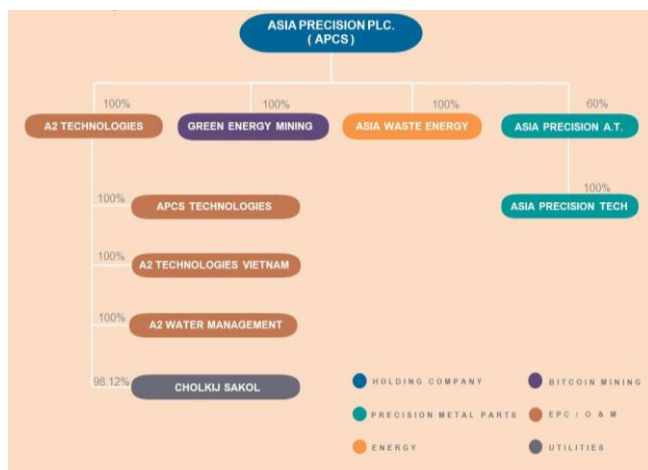 ASIA PRECISION PLC.
( APCS )
100%
100%
100%
60%
A2 TECHNOLOGIES
GREEN ENERGY MINING
ASIA WASTE ENERGY
ASIA PRECISION A.T.
100%
APCS TECHNOLOGIES
100%
ASIA PRECISION TECH
100%
A2 TECHNOLOGIES VIETNAM
100%
A2 WATER MANAGEMENT
98.12%
CHOLKIJ SAKOL
HOLDING COMPANY
BITCOIN MINING
PRECISION METAL PARTS
EPC / O & M
ENERGY
UTILITIES